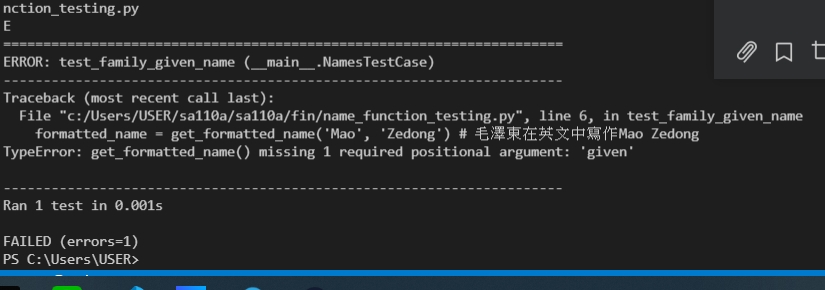 nction_testing.py
E
======================================================================
ERROR: test_family_given_name (__main__.NamesTestCase)
----------------------------------------------------------------------
Traceback (most recent call last):
  File "c:/Users/USER/sa110a/sa110a/fin/name_function_testing.py", line 6, in test_family_given_name
    formatted_name = get_formatted_name('Mao', 'Zedong') # 毛澤東在英文中寫作Mao Zedong
TypeError: get_formatted_name() missing 1 required positional argument: 'given'
----------------------------------------------------------------------
Ran 1 test in 0.001s
FAILED (errors=1)
PS C:\Users\USER>